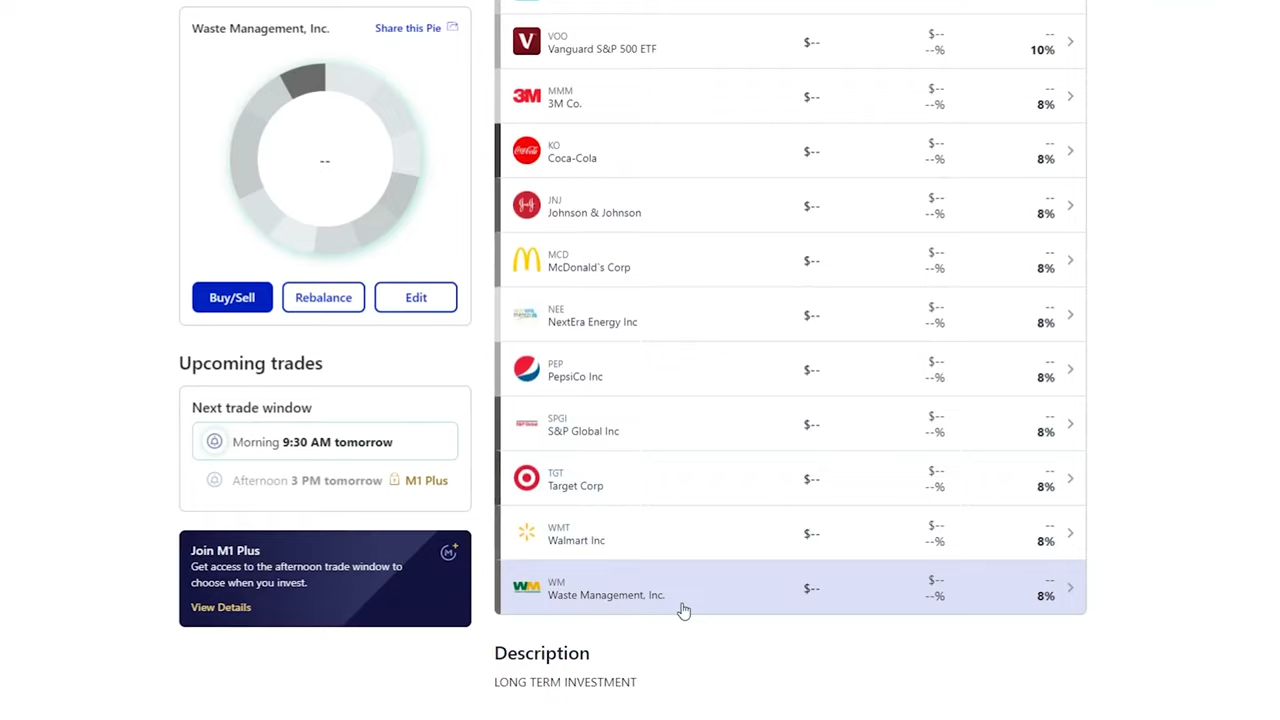 Waste Management, Inc.
Share this Pie
--
Buy/Sell
Rebalance
Edit
Upcoming trades
Next trade window
Morning 9:30 AM tomorrow
Afternoon 3 PM tomorrow M1 Plus
Join M1 Plus
Get access to the afternoon trade window to
choose when you invest.
View Details
V
VOO
Vanguard S&P 500 ETF
$--
$--
--%
--
10%
3M
MMM
3M Co.
$--
$--
--%
--
8%
Coca-Cola
KO
Coca-Cola
$--
$--
--%
--
8%
JNJ
Johnson & Johnson
$--
$--
--%
--
8%
MCD
McDonald's Corp
$--
$--
--%
--
8%
NEE
NextEra Energy Inc
$--
$--
--%
--
8%
PEP
PepsiCo Inc
$--
$--
--%
--
8%
SPGI
S&P Global Inc
$--
$--
--%
--
8%
TGT
Target Corp
$--
$--
--%
--
8%
WMT
Walmart Inc
$--
$--
--%
--
8%
WM
WM
Waste Management, Inc.
$--
$--
--%
--
8%
Description
LONG TERM INVESTMENT